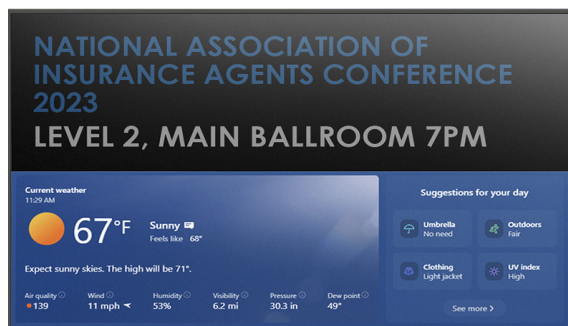 NATIONAL ASSOCIATION OF
INSURANCE AGENTS CONFERENCE
2023
LEVEL 2, MAIN BALLROOM 7PM
Current weather
11:29 AM
67°F
Sunny
Feels like 68°
Expect sunny skies. The high will be 71°.
Air quality
139
Wind
11 mph
Humidity
53%
Visibility
6.2 mi
Pressure
30.3 in
Dew point
49°
Suggestions for your day
Umbrella
No need
Outdoors
Fair
Clothing
Light jacket
UV index
High
See more >